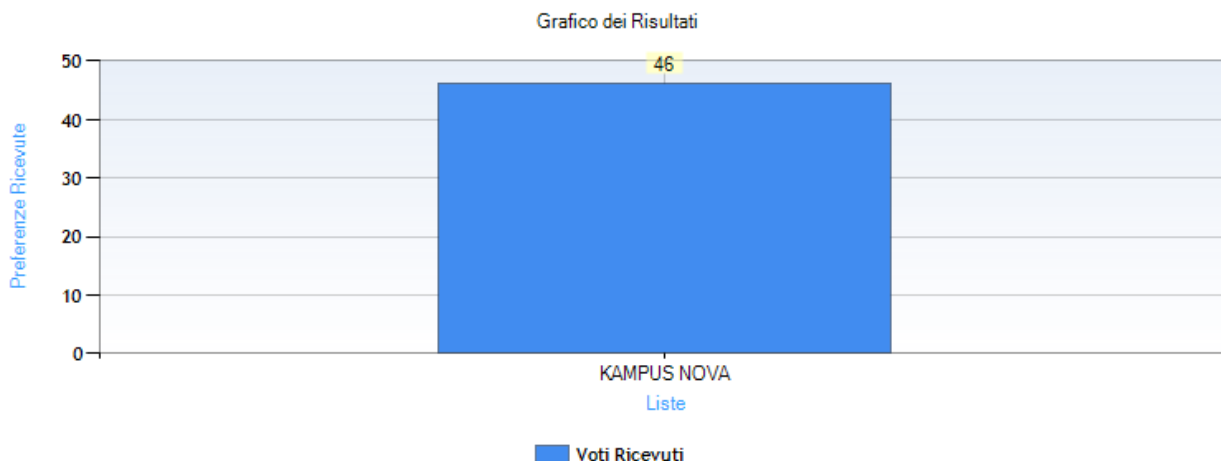 Grafico dei Risultati
50
46
40
30
20
10
0
Preferenze Ricevute
KAMPUS NOVA
Liste
Voti Ricevuti